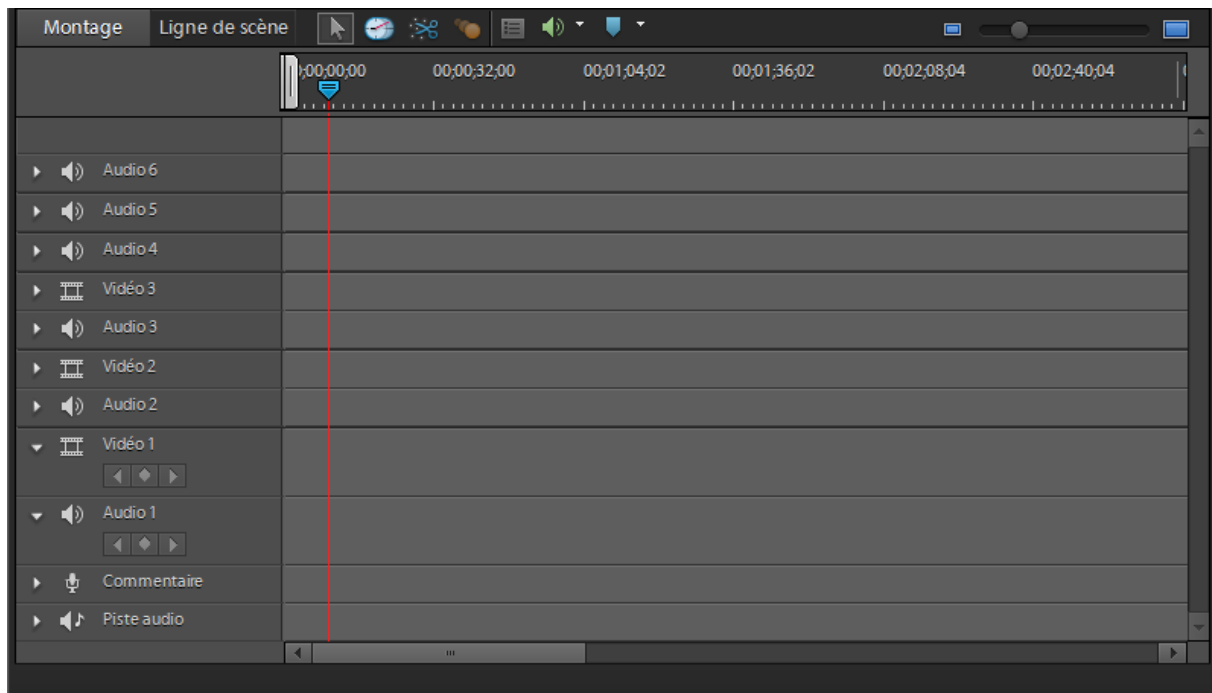 Montage Ligne de scène
00;00;00 00;00;32;00 00;01;04;02 00;01;36;02 00;02;08;04 00;02;40;04
Audio 6
Audio 5
Audio 4
Vidéo 3
Audio 3
Vidéo 2
Audio 2
Vidéo 1
Audio 1
Commentaire
Piste audio